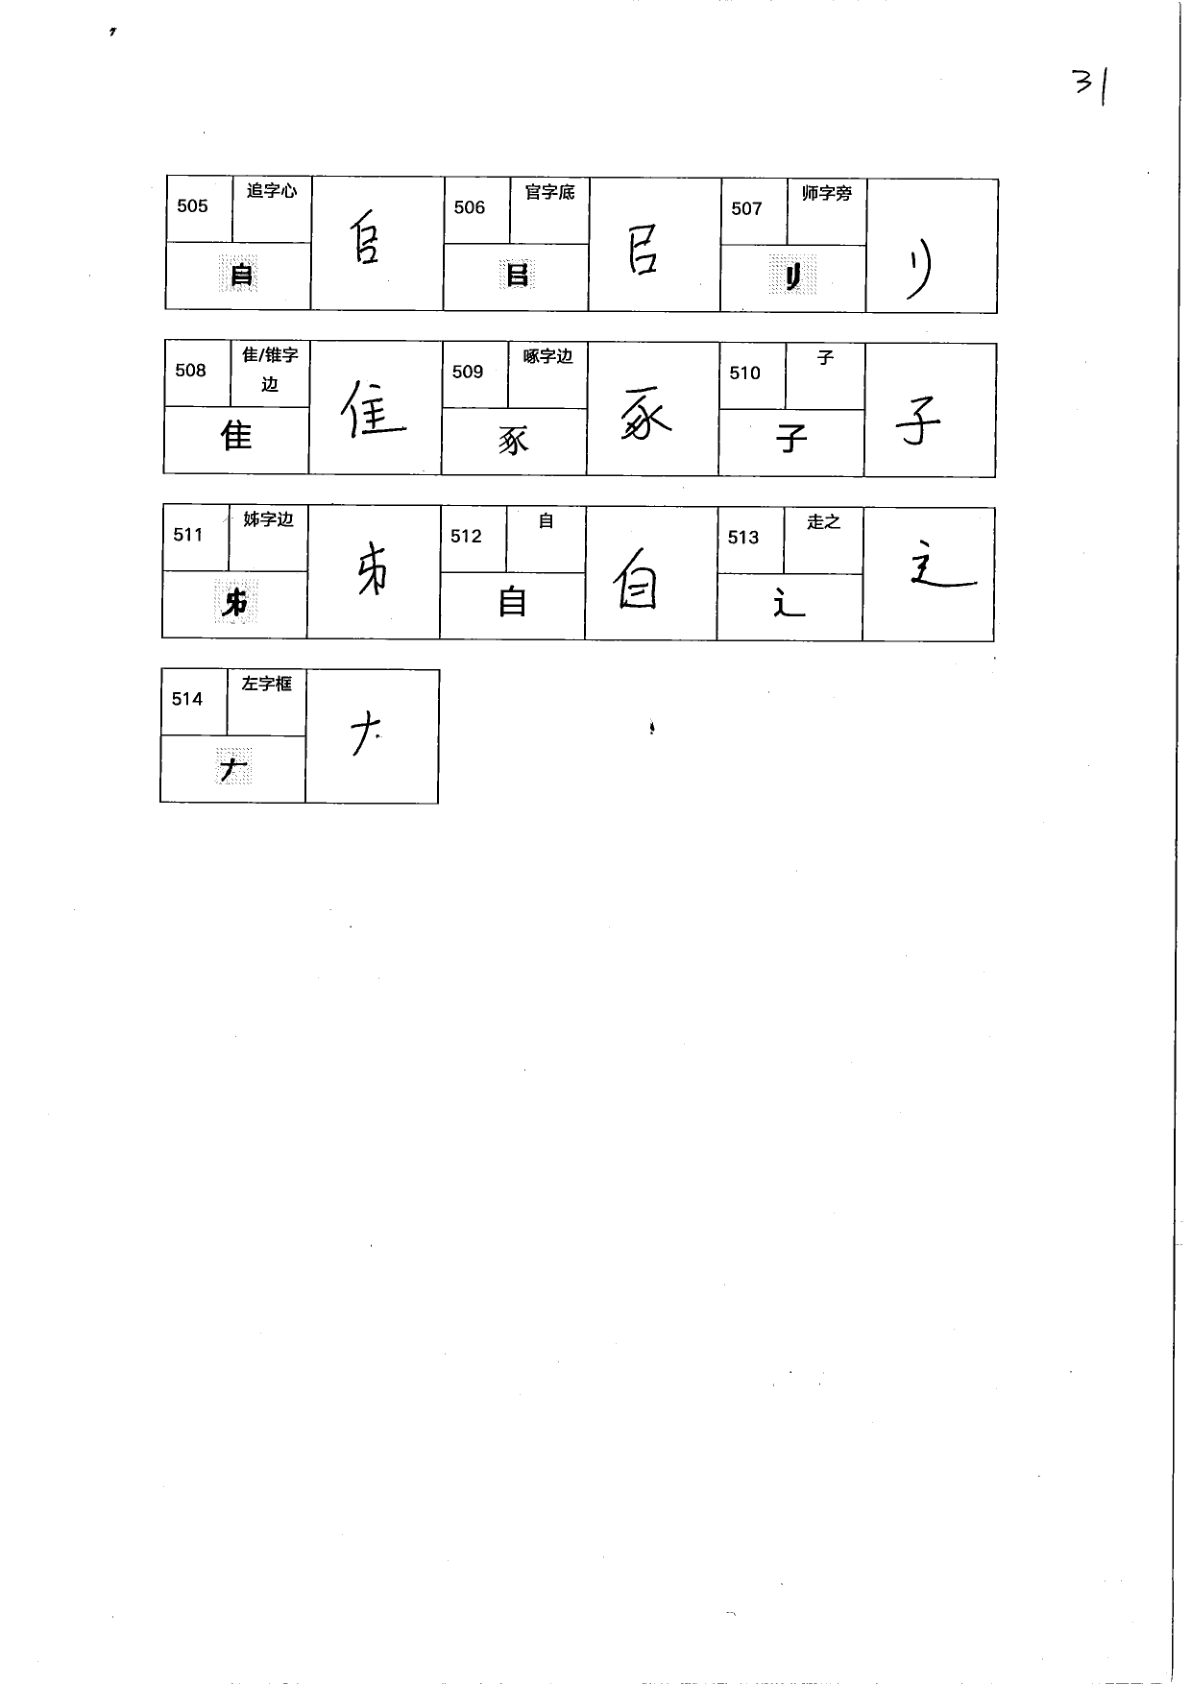 31
505 追字心 𠂤 𠂤
506 官字底 㠯 㠯
507 师字旁 刂 刂
508 隹/锥字边 隹 隹
509 啄字边 豖 豖
510 子 子 子
511 姊字边 𠂔 𠂔
512 自 自 自
513 走之 辶 辶
514 左字框 𠂇 𠂇